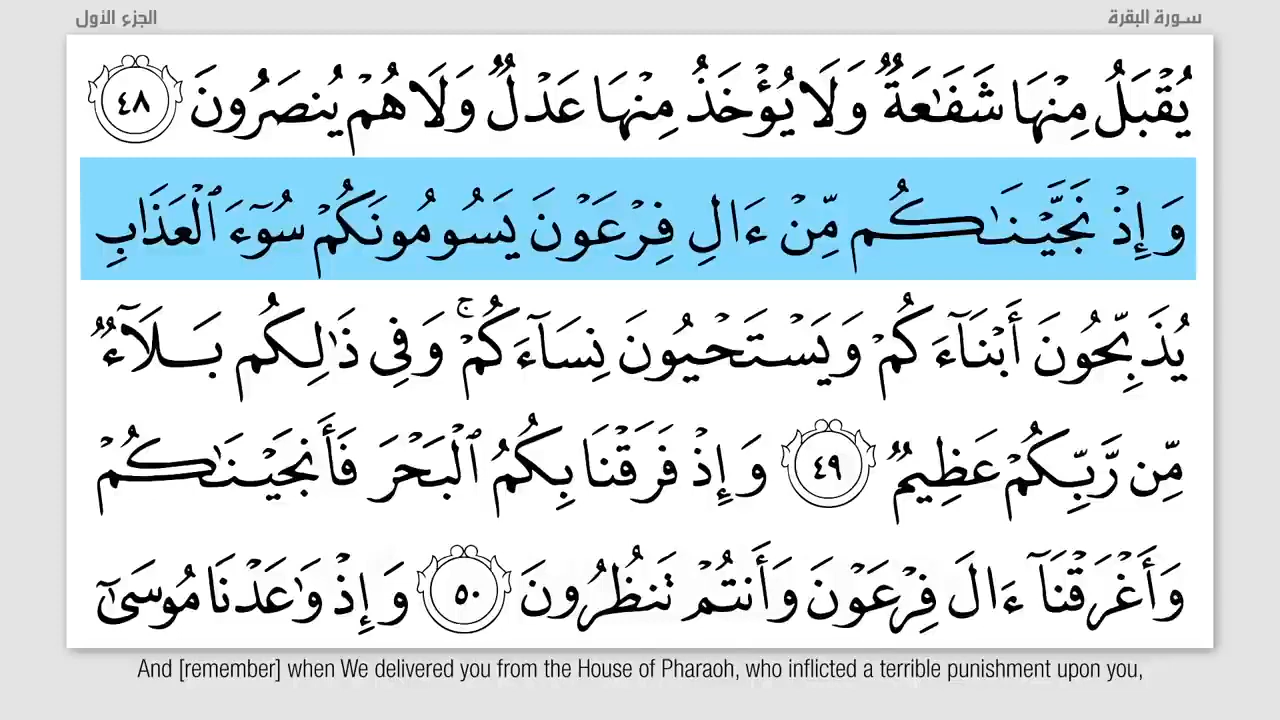 سورة البقرة
الجزء الأول
يُقْبَلُ مِنْهَا شَفَٰعَةٌ وَلَا يُؤْخَذُ مِنْهَا عَدْلٌ وَلَا هُمْ يُنصَرُونَ ٤٨
وَإِذْ نَجَّيْنَٰكُم مِّنْ ءَالِ فِرْعَوْنَ يَسُومُونَكُمْ سُوٓءَ ٱلْعَذَابِ
يُذَبِّحُونَ أَبْنَآءَكُمْ وَيَسْتَحْيُونَ نِسَآءَكُمْ ۚ وَفِى ذَٰلِكُم بَلَآءٌ
مِّن رَّبِّكُمْ عَظِيمٌ ٤٩ وَإِذْ فَرَقْنَا بِكُمُ ٱلْبَحْرَ فَأَنجَيْنَٰكُمْ
وَأَغْرَقْنَآ ءَالَ فِرْعَوْنَ وَأَنتُمْ تَنظُرُونَ ٥٠ وَإِذْ وَٰعَدْنَا مُوسَىٰٓ
And [remember] when We delivered you from the House of Pharaoh, who inflicted a terrible punishment upon you,